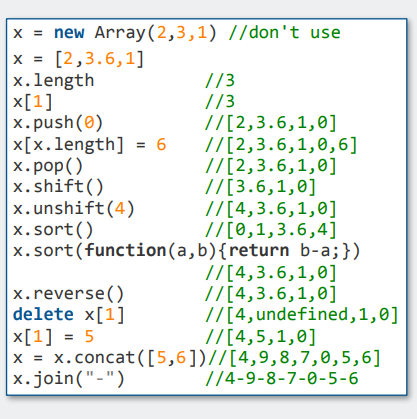 x = new Array(2,3,1) //don't use
x = [2,3.6,1]
x.length //3
x[1] //3
x.push(0) //[2,3.6,1,0]
x[x.length] = 6 //[2,3.6,1,0,6]
x.pop() //[2,3.6,1,0]
x.shift() //[3.6,1,0]
x.unshift(4) //[4,3.6,1,0]
x.sort() //[0,1,3.6,4]
x.sort(function(a,b){return b-a;})
//[4,3.6,1,0]
x.reverse() //[4,3.6,1,0]
delete x[1] //[4,undefined,1,0]
x[1] = 5 //[4,5,1,0]
x = x.concat([5,6])//[4,9,8,7,0,5,6]
x.join("-") //4-9-8-7-0-5-6